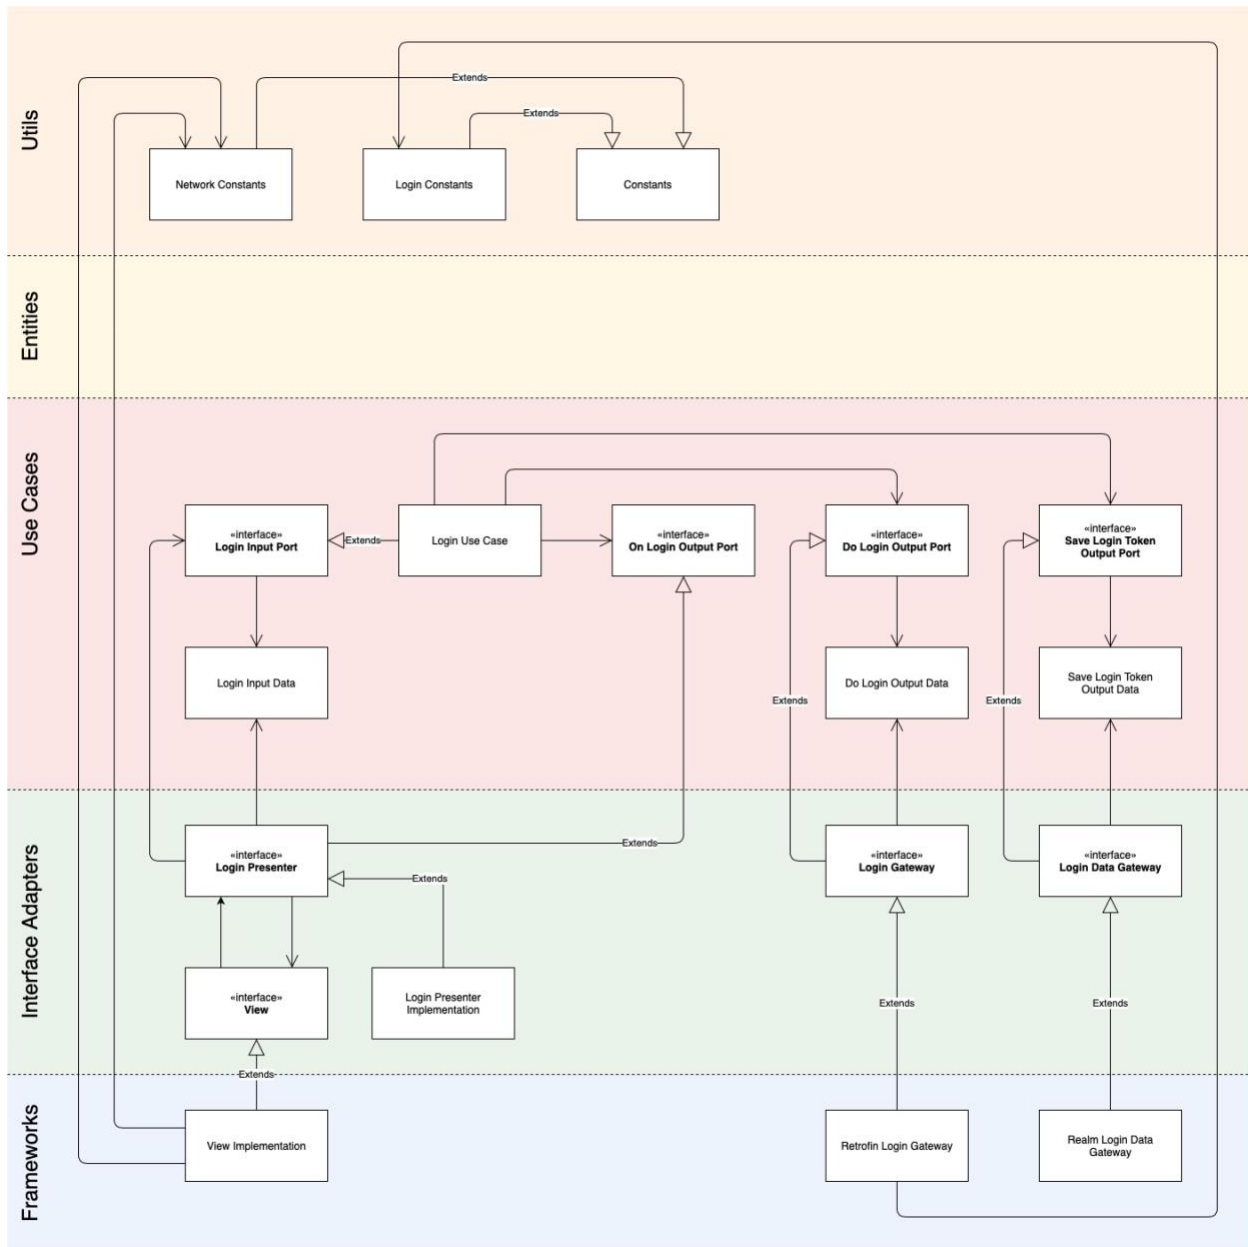 Utils
Extends
Extends
Network Constants
Login Constants
Constants
Entities
Use Cases
«interface»
Login Input Port
Extends
Login Use Case
«interface»
On Login Output Port
«interface»
Do Login Output Port
«interface»
Save Login Token
Output Port
Login Input Data
Do Login Output Data
Save Login Token
Output Data
Extends
Extends
Interface Adapters
«interface»
Login Presenter
Extends
Extends
«interface»
Login Gateway
«interface»
Login Data Gateway
«interface»
View
Login Presenter
Implementation
Extends
Extends
Extends
Frameworks
View Implementation
Retrofin Login Gateway
Realm Login Data
Gateway